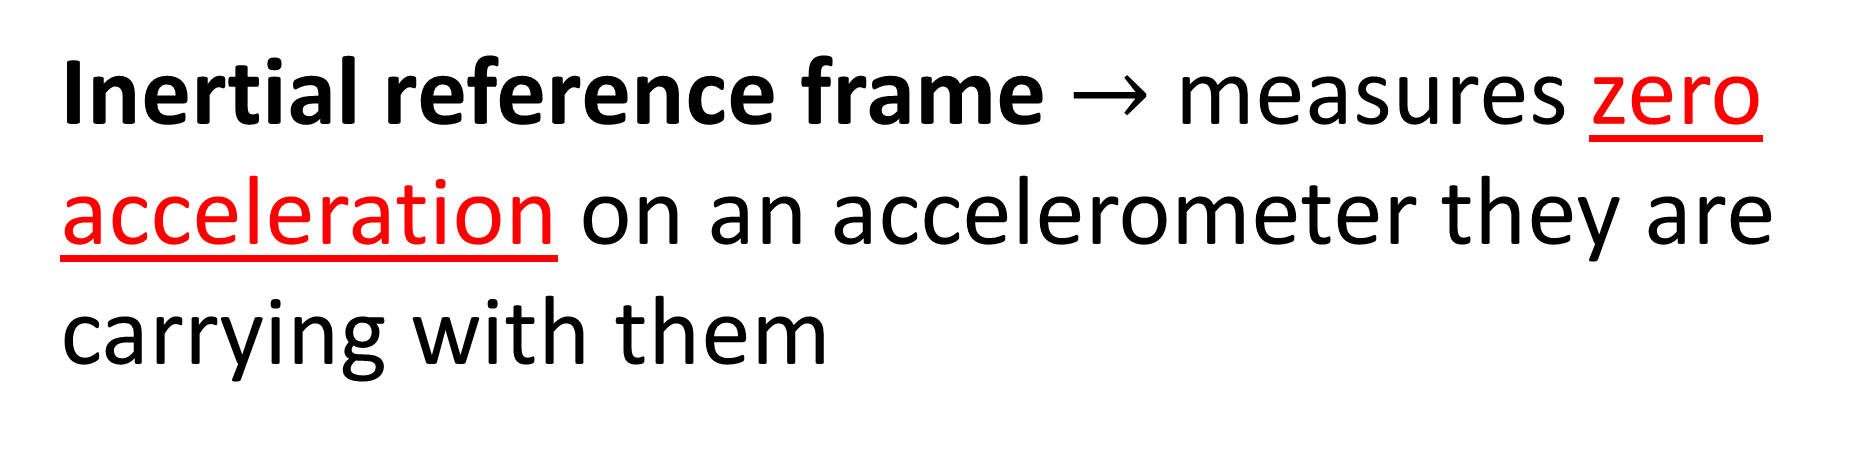 Inertial reference frame → measures zero
acceleration on an accelerometer they are
carrying with them